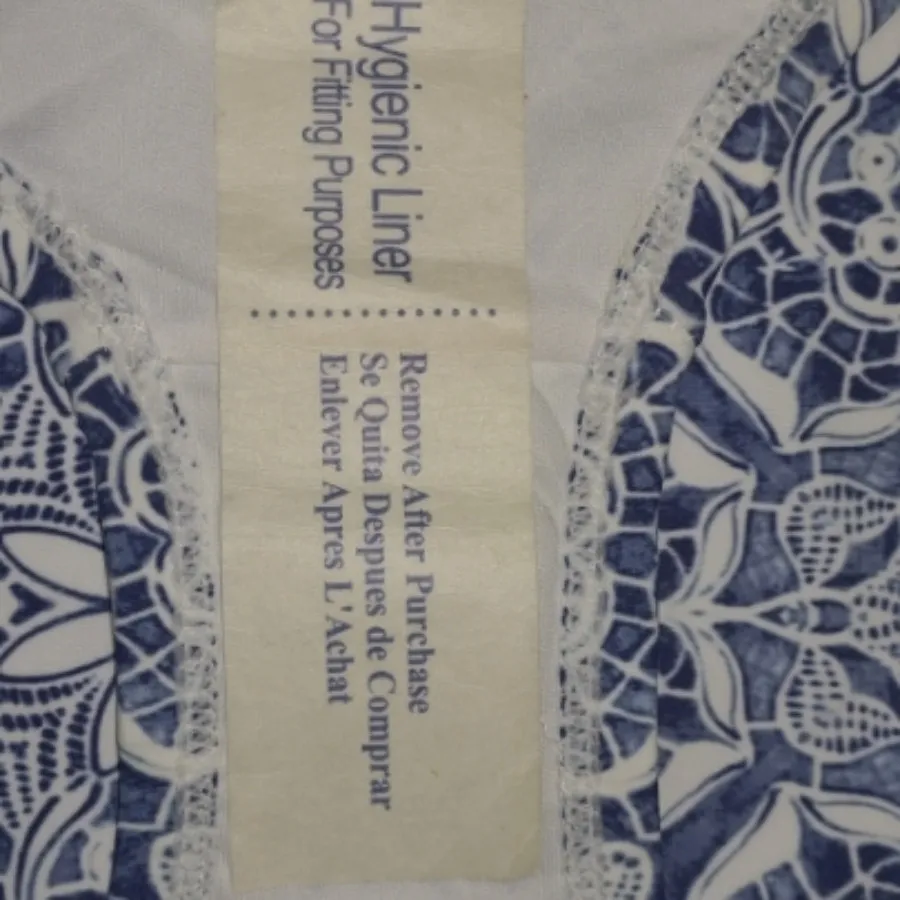 Hygienic Liner
For Fitting Purposes
Remove After Purchase
Se Quita Despues de Comprar
Enlever Apres L'Achat